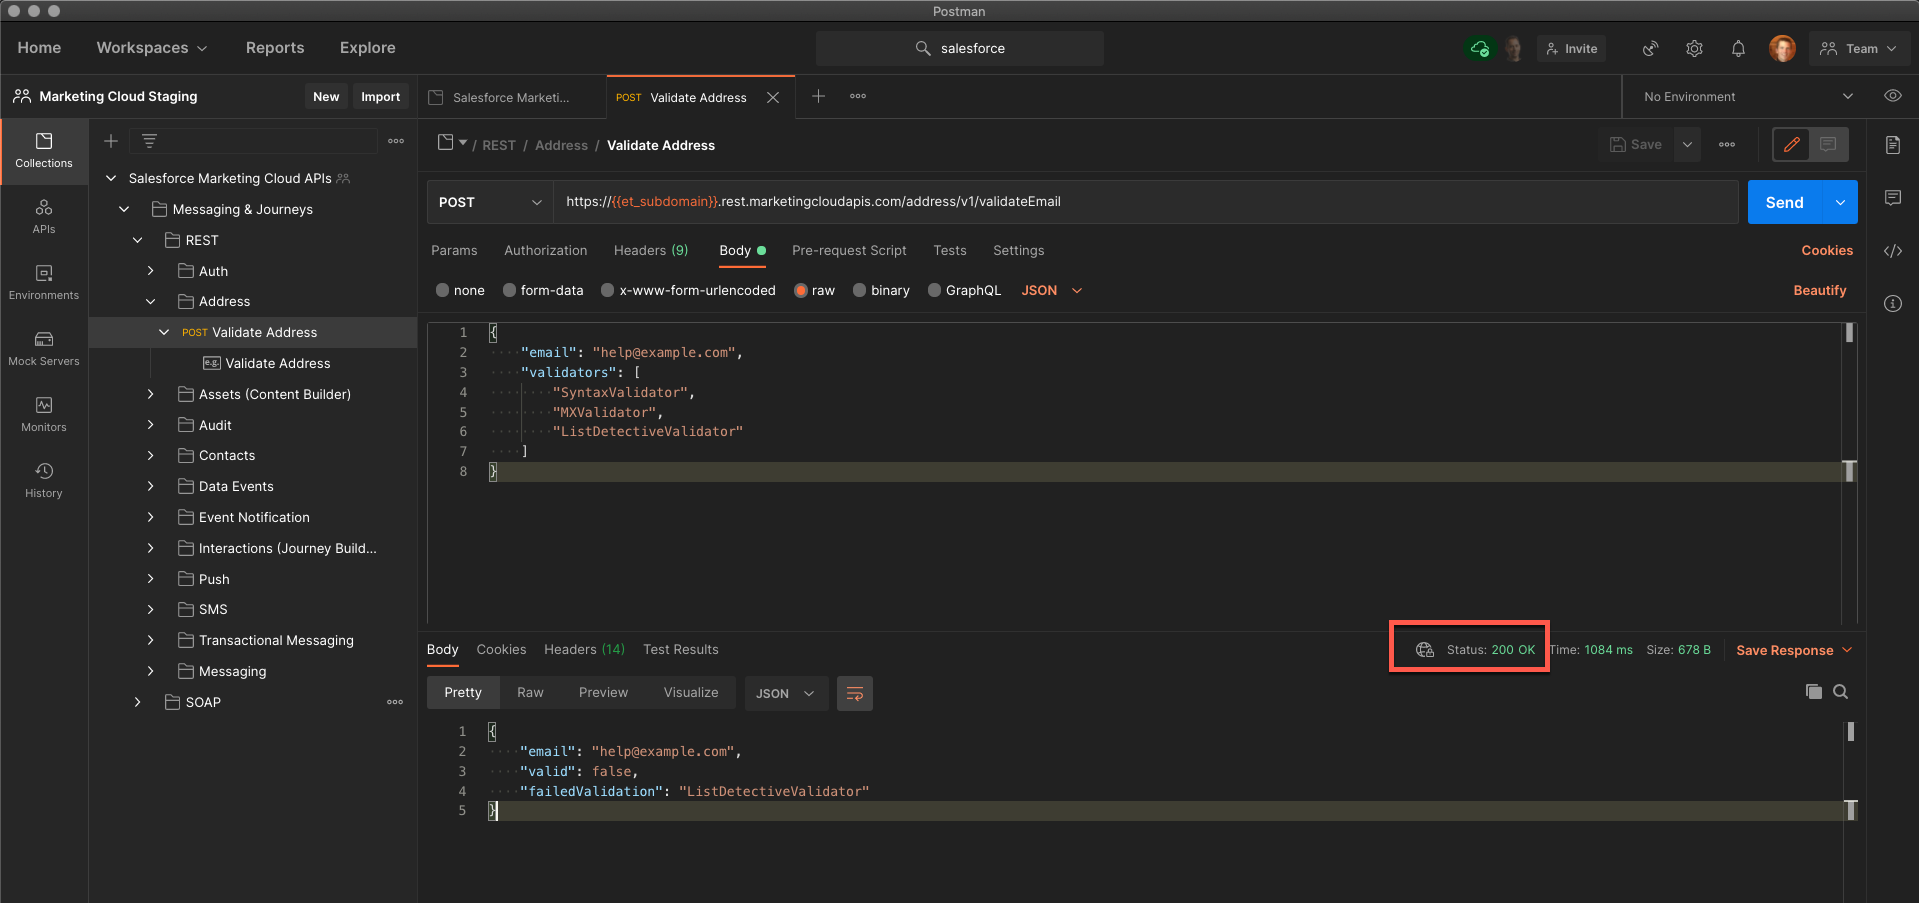 Postman
Home Workspaces Reports Explore salesforce Invite Team
Marketing Cloud Staging New Import Salesforce Marketi... POST Validate Address No Environment
Collections
APIs
Environments
Mock Servers
Monitors
History
Salesforce Marketing Cloud APIs
Messaging & Journeys
REST
Auth
Address
POST Validate Address
e.g. Validate Address
Assets (Content Builder)
Audit
Contacts
Data Events
Event Notification
Interactions (Journey Build...
Push
SMS
Transactional Messaging
Messaging
SOAP
/ REST / Address / Validate Address Save
POST https://{{et_subdomain}}.rest.marketingcloudapis.com/address/v1/validateEmail Send
Params Authorization Headers (9) Body Pre-request Script Tests Settings Cookies
none form-data x-www-form-urlencoded raw binary GraphQL JSON Beautify
1 {
2 "email": "help@example.com",
3 "validators": [
4 "SyntaxValidator",
5 "MXValidator",
6 "ListDetectiveValidator"
7 ]
8 }
Body Cookies Headers (14) Test Results Status: 200 OK Time: 1084 ms Size: 678 B Save Response
Pretty Raw Preview Visualize JSON
1 {
2 "email": "help@example.com",
3 "valid": false,
4 "failedValidation": "ListDetectiveValidator"
5 }